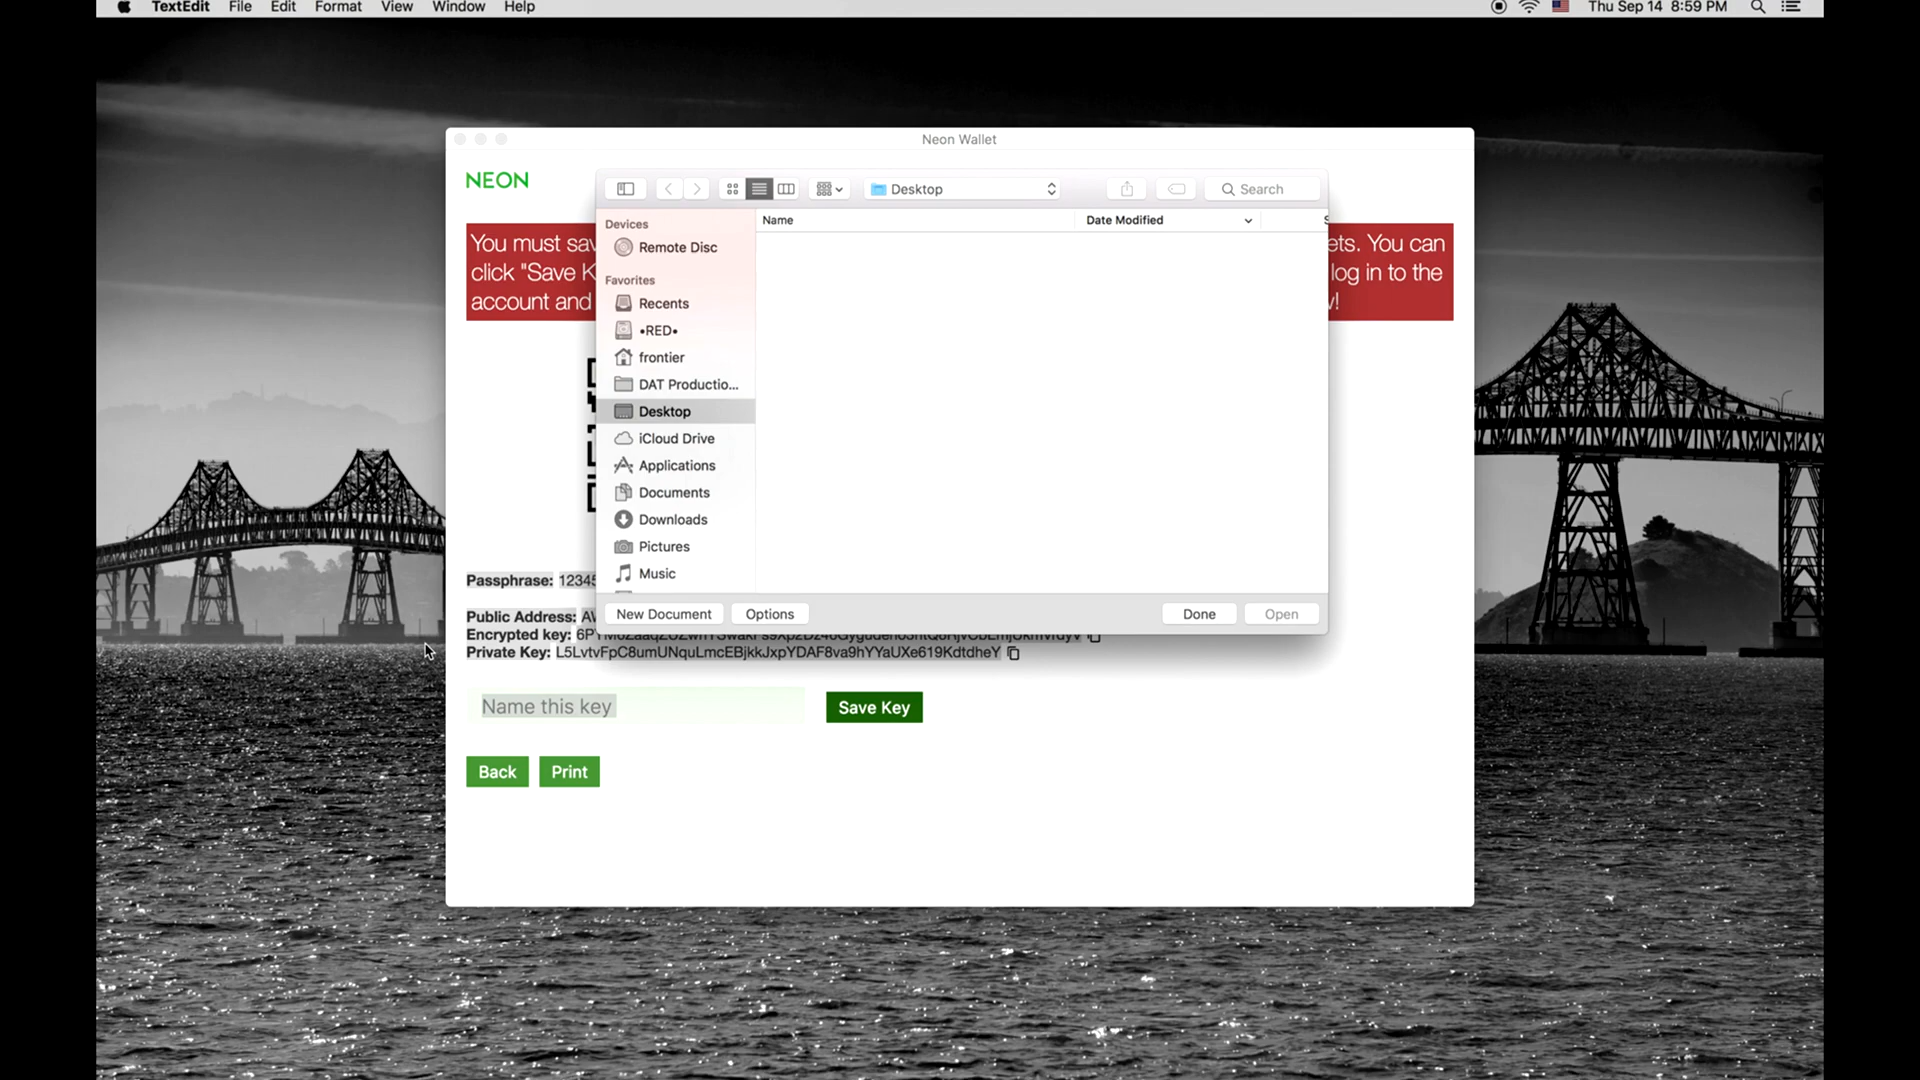 TextEdit File Edit Format View Window Help Thu Sep 14 8:59 PM
Neon Wallet
NEON
Desktop
Search
Devices
Remote Disc
Favorites
Recents
•RED•
frontier
DAT Productio...
Desktop
iCloud Drive
Applications
Documents
Downloads
Pictures
Music
Name Date Modified
New Document Options Done Open
You must ets. You can
click "Save log in to the
account and
Passphrase: 12345
Public Address:
Encrypted key:
Private Key: L5LvtvFpC8umUNquLmcEBjkkJxpYDAF8va9hYYaUXe619KdtdheY
Name this key Save Key
Back Print